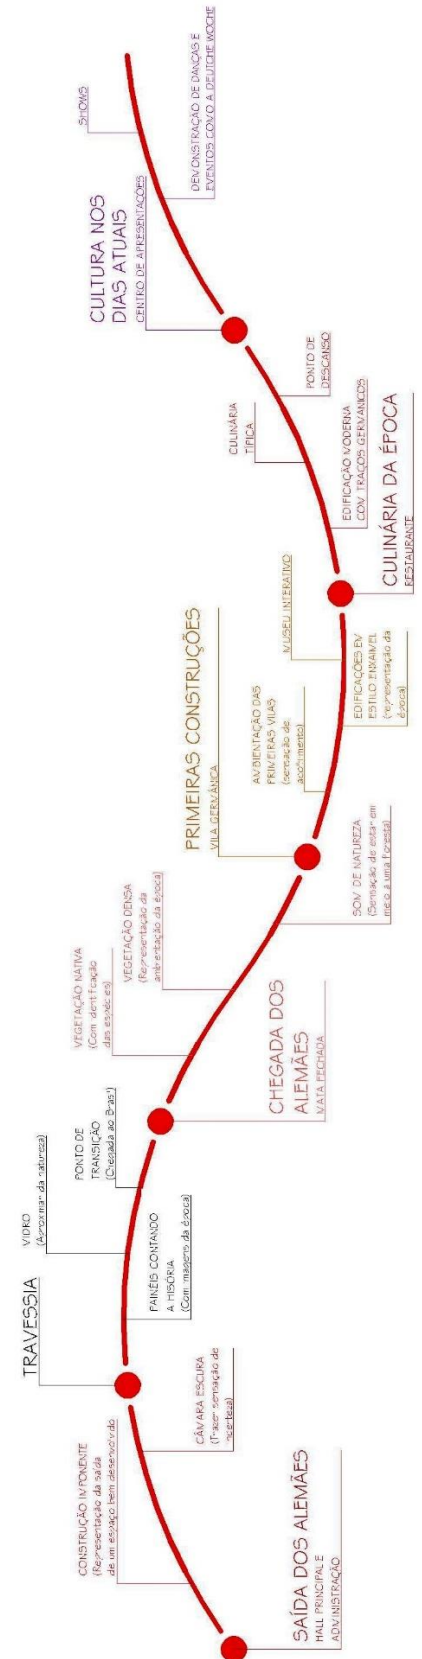 SAÍDA DOS ALEMÃES
HALL PRINCIPAL E
ADMINISTRAÇÃO
CONSTRUÇÃO IMPONENTE
(Representação da saída
de um espaço bem desenvolvido
CÂMARA ESCURA
(Trazer sensação de
incerteza)
TRAVESSIA
PAINÉIS CONTANDO
A HISÓRIA
(Com imagens da época)
VIDRO
(Aproximar da natureza)
PONTO DE
TRANSIÇÃO
(Chegada ao Brasil)
CHEGADA DOS
ALEMÃES
MATA FECHADA
VEGETAÇÃO NATIVA
(Com identificação
das espécies)
VEGETAÇÃO DENSA
(Representação da
ambientação da época)
SOM DE NATUREZA
(Sensação de estar em
meio a uma floresta)
PRIMEIRAS CONSTRUÇÕES
VILA GERMÂNICA
AMBIENTAÇÃO DAS
PRIMEIRAS VILAS
(sensação de
acolhimento)
EDIFICAÇÕES EM
ESTILO ENXAIMEL
(representação da
época)
MUSEU INTERATIVO
CULINÁRIA DA ÉPOCA
RESTAURANTE
EDIFICAÇÃO MODERNA
COM TRAÇOS GERMÂNICOS
CULINÁRIA
TÍPICA
PONTO DE
DESCANSO
CULTURA NOS
DIAS ATUAIS
CENTRO DE APRESENTAÇÕES
DEMONSTRAÇÃO DE DANÇAS E
EVENTOS COMO A DEUTCHE WOCHE
SHOWS